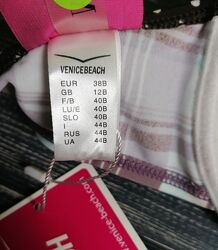 VENICEBEACH
EUR 38B
GB 12B
F/B 40B
LU/E 40B
SLO 40B
I 44B
RUS 44B
UA 44B
venice-beach.com
H